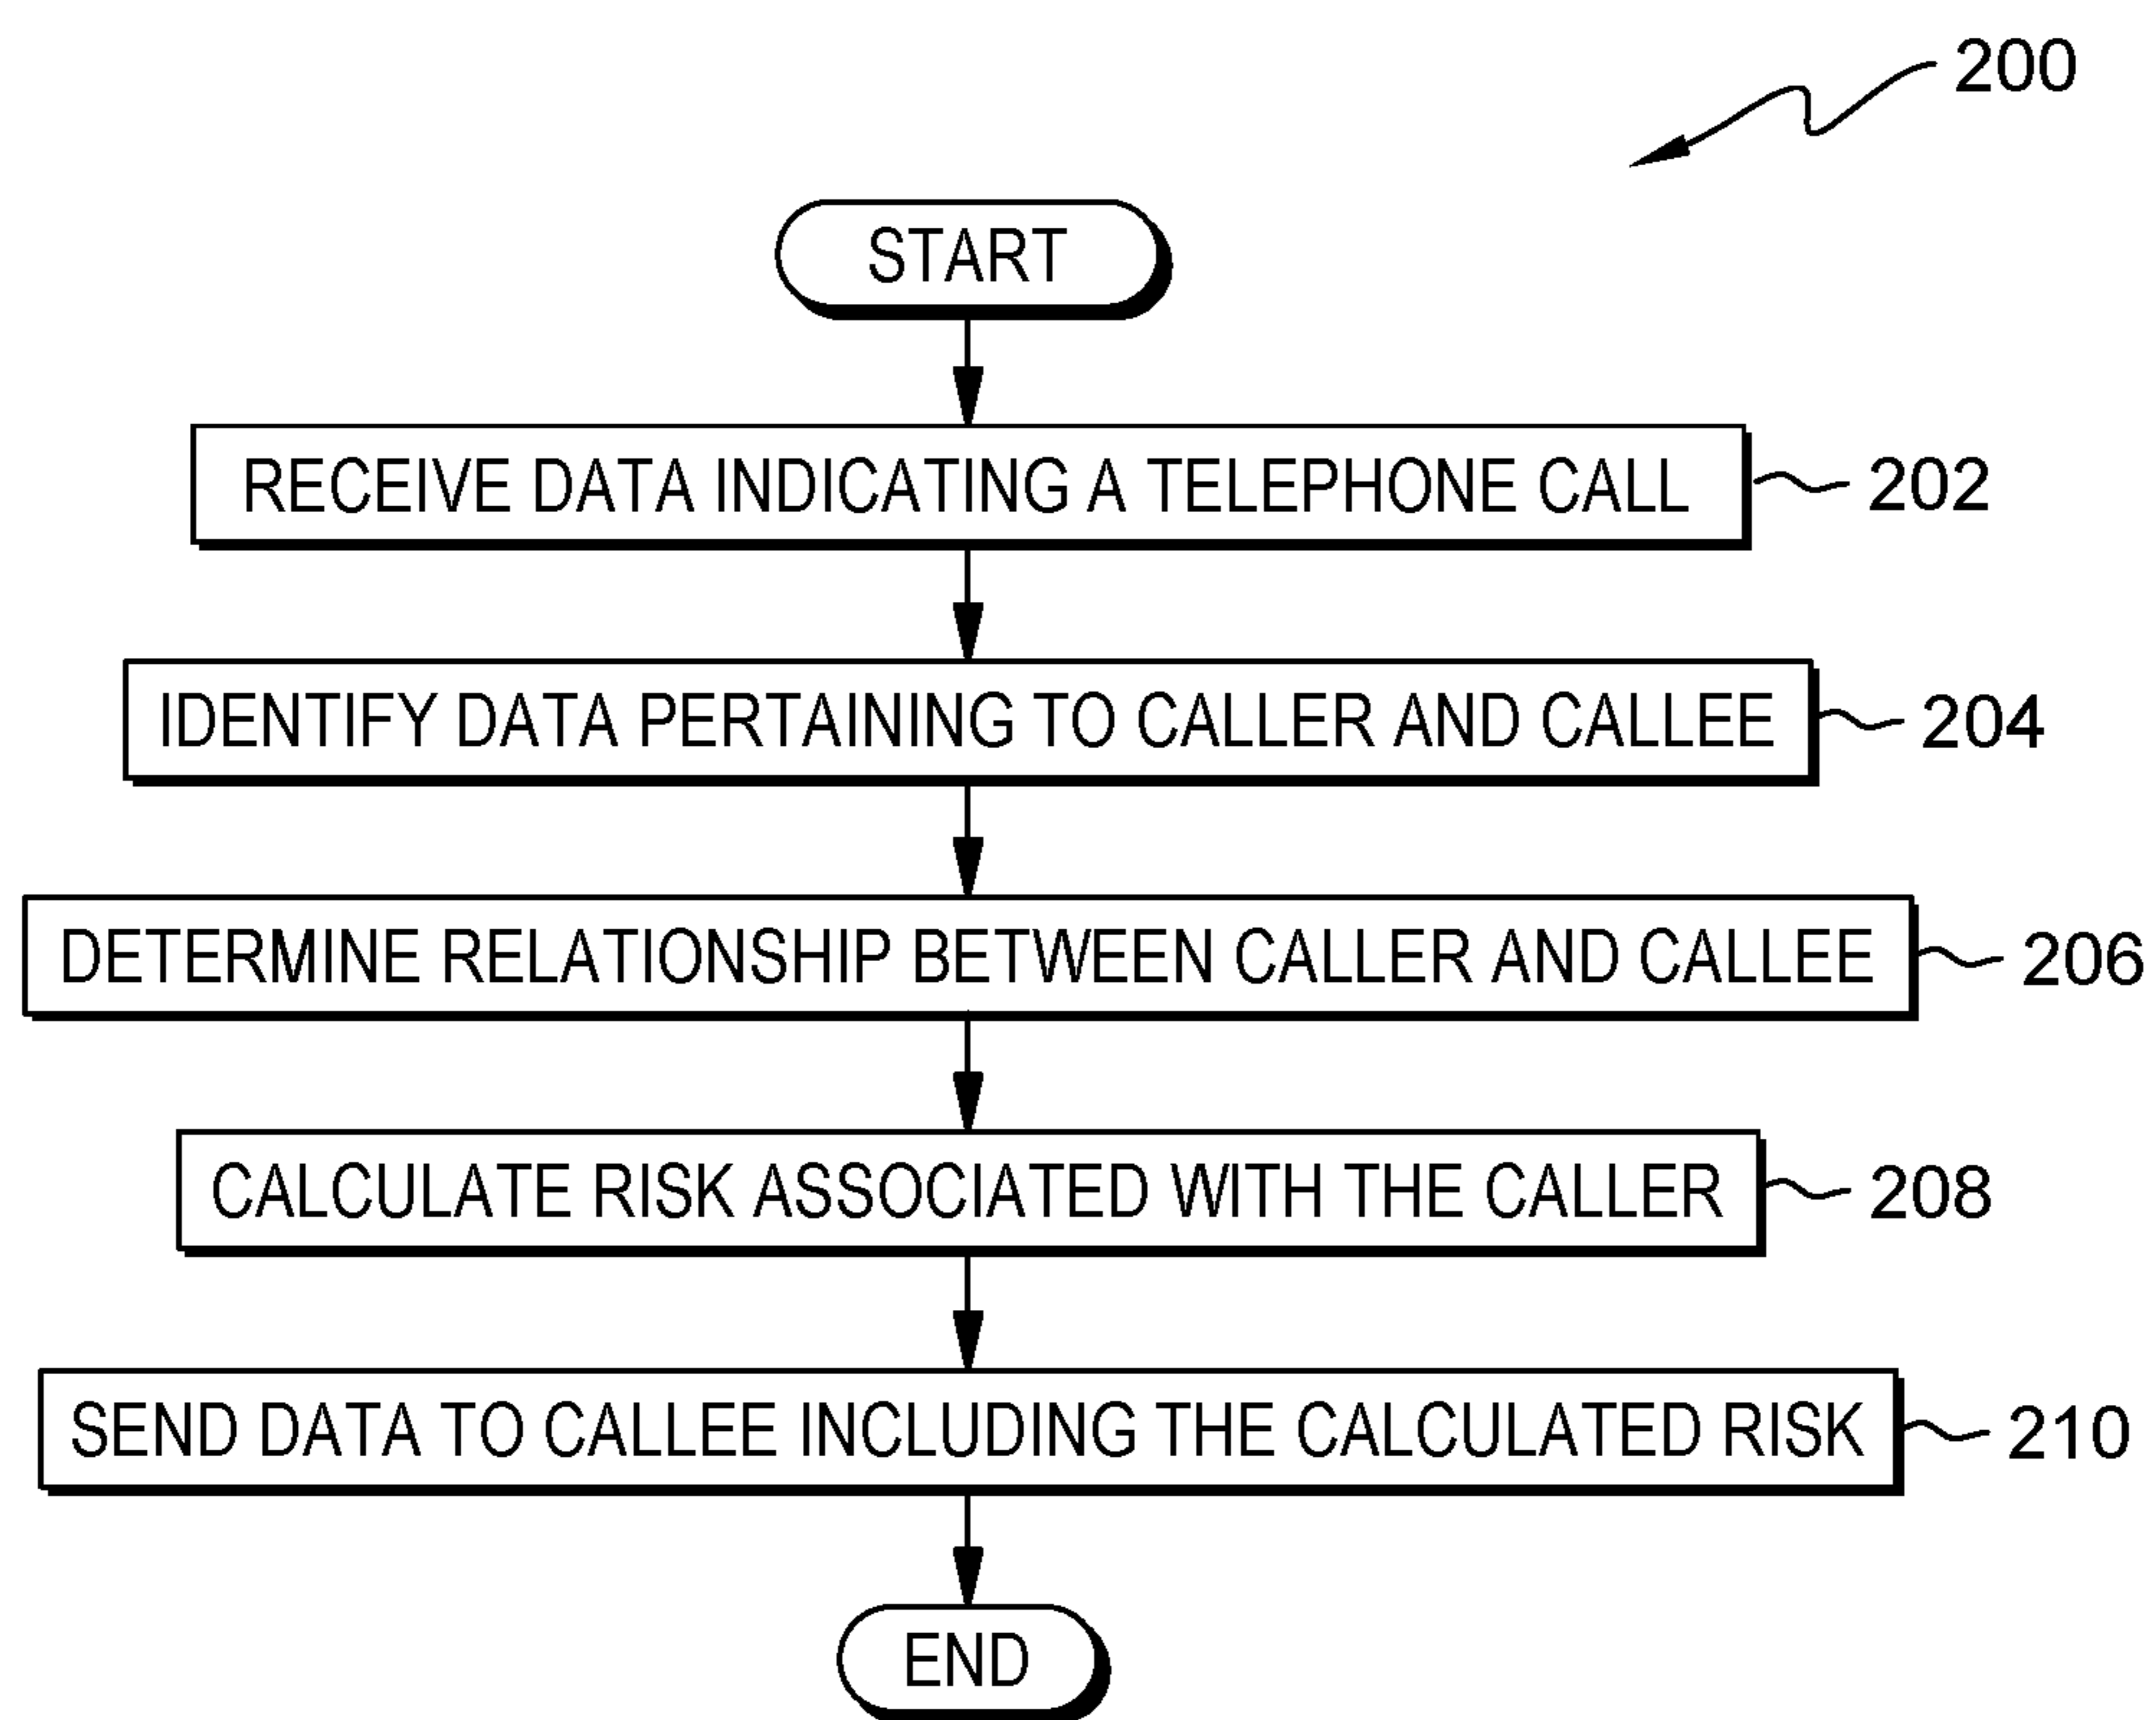 200
START
RECEIVE DATA INDICATING A TELEPHONE CALL
202
IDENTIFY DATA PERTAINING TO CALLER AND CALLEE
204
DETERMINE RELATIONSHIP BETWEEN CALLER AND CALLEE
206
CALCULATE RISK ASSOCIATED WITH THE CALLER
208
SEND DATA TO CALLEE INCLUDING THE CALCULATED RISK
210
END